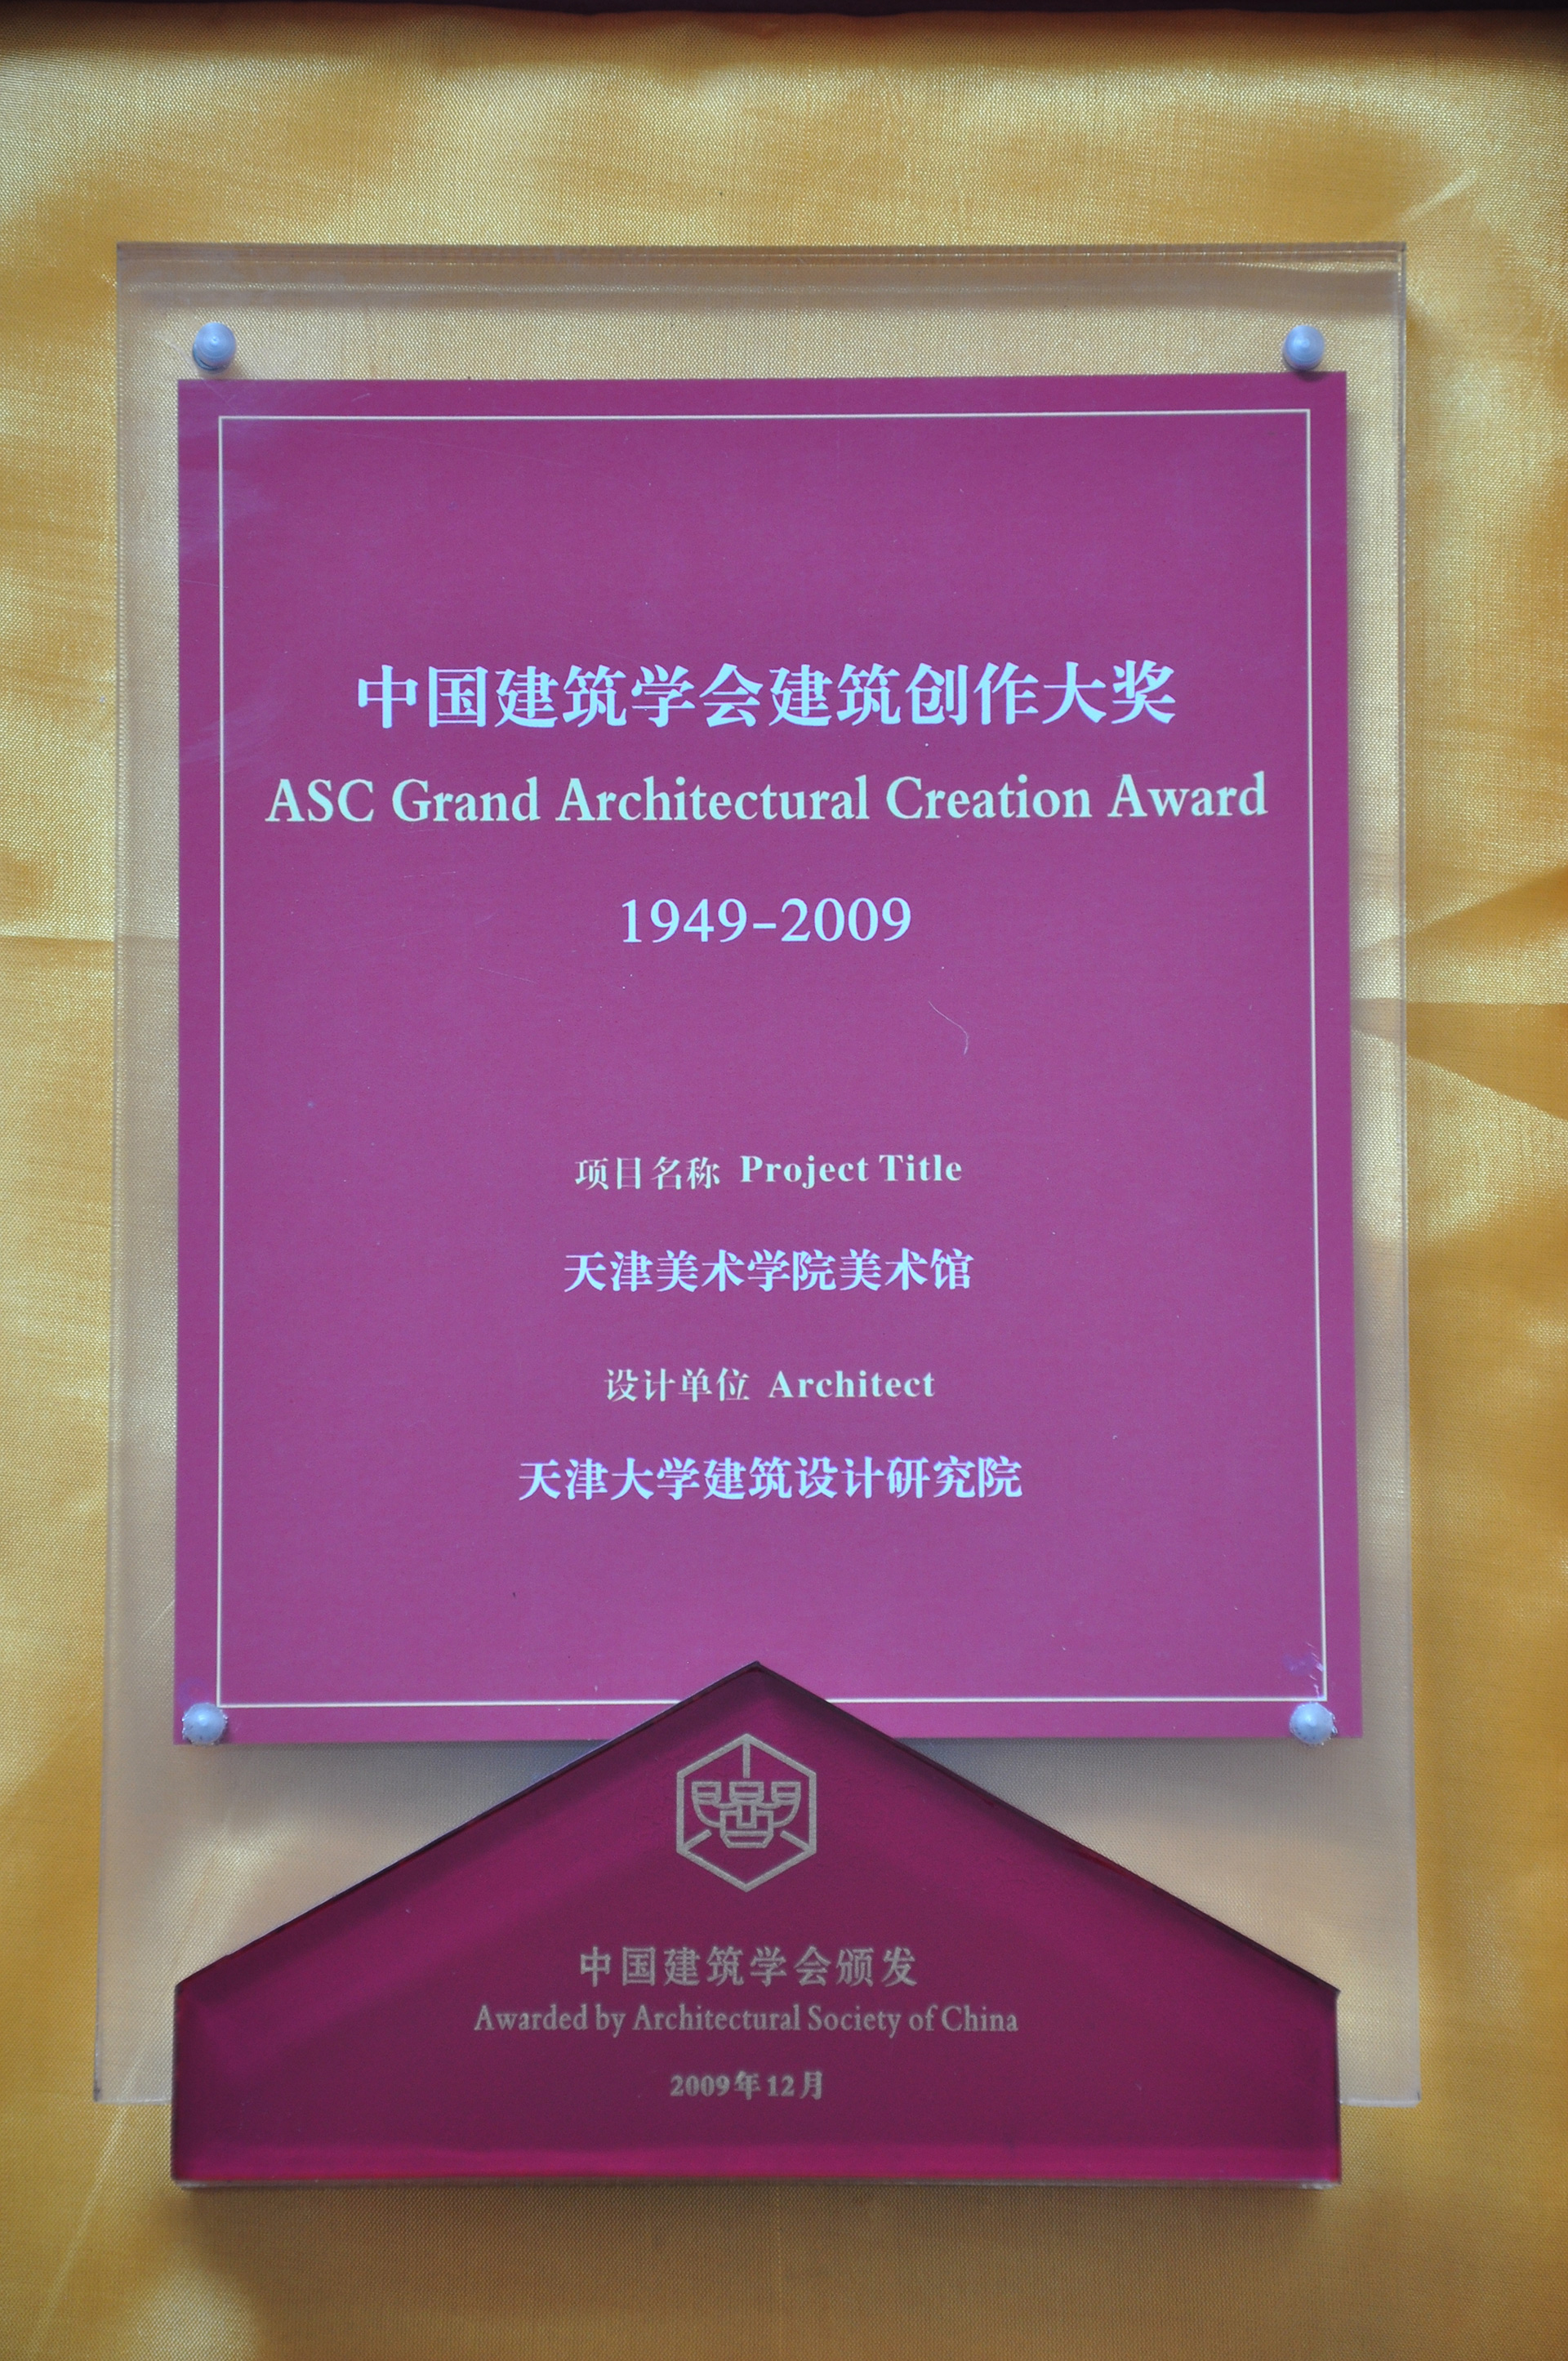 中国建筑学会建筑创作大奖
ASC Grand Architectural Creation Award
1949-2009
项目名称 Project Title
天津美术学院美术馆
设计单位 Architect
天津大学建筑设计研究院
中国建筑学会颁发
Awarded by Architectural Society of China
2009年12月